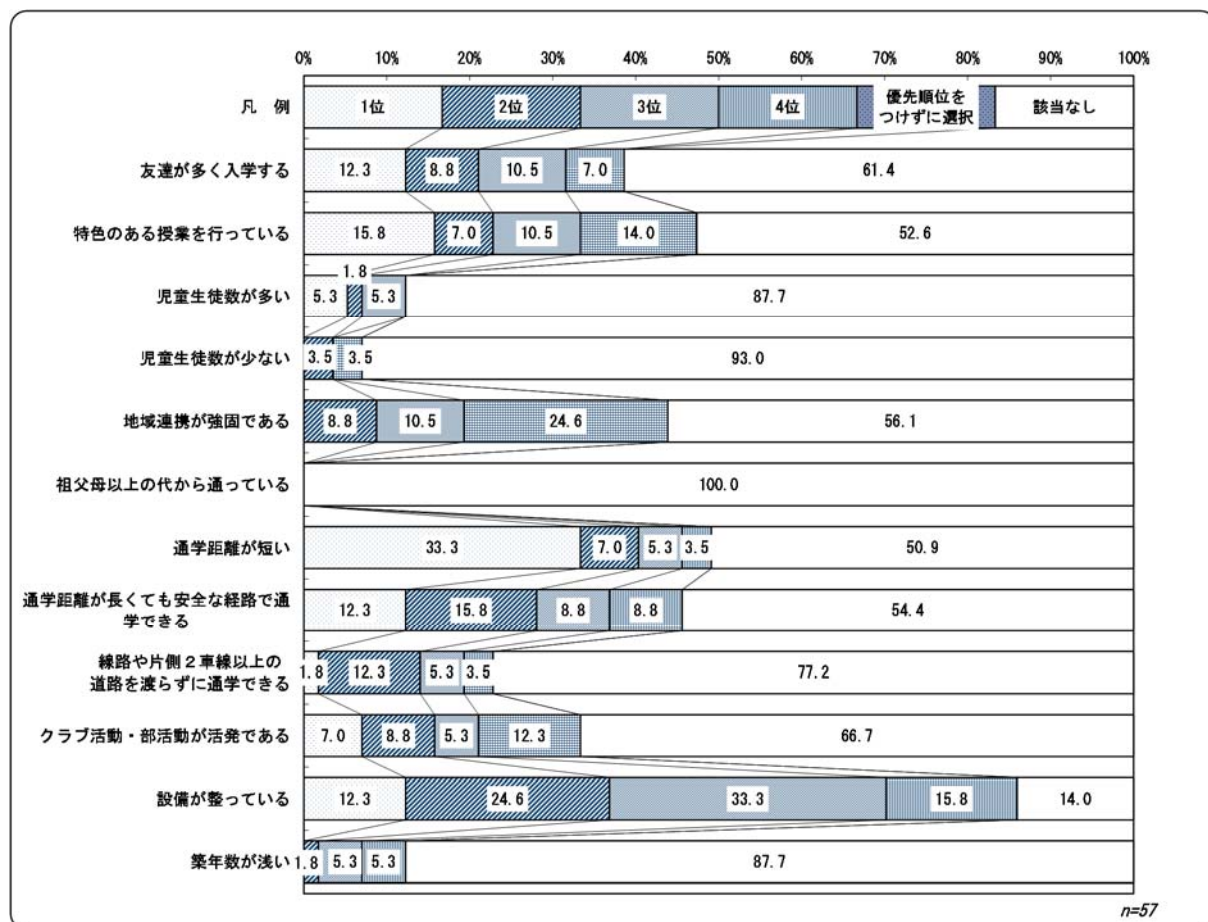 0% 10% 20% 30% 40% 50% 60% 70% 80% 90% 100%
凡 例 1位 2位 3位 4位 優先順位を
つけずに選択 該当なし
友達が多く入学する 12.3 8.8 10.5 7.0 61.4
特色のある授業を行っている 15.8 7.0 10.5 14.0 52.6
児童生徒数が多い 5.3 1.8 5.3 87.7
児童生徒数が少ない 3.5 3.5 93.0
地域連携が強固である 8.8 10.5 24.6 56.1
祖父母以上の代から通っている 100.0
通学距離が短い 33.3 7.0 5.3 3.5 50.9
通学距離が長くても安全な経路で通
学できる 12.3 15.8 8.8 8.8 54.4
線路や片側2車線以上の
道路を渡らずに通学できる 1.8 12.3 5.3 3.5 77.2
クラブ活動・部活動が活発である 7.0 8.8 5.3 12.3 66.7
設備が整っている 12.3 24.6 33.3 15.8 14.0
築年数が浅い 1.8 5.3 5.3 87.7
n=57